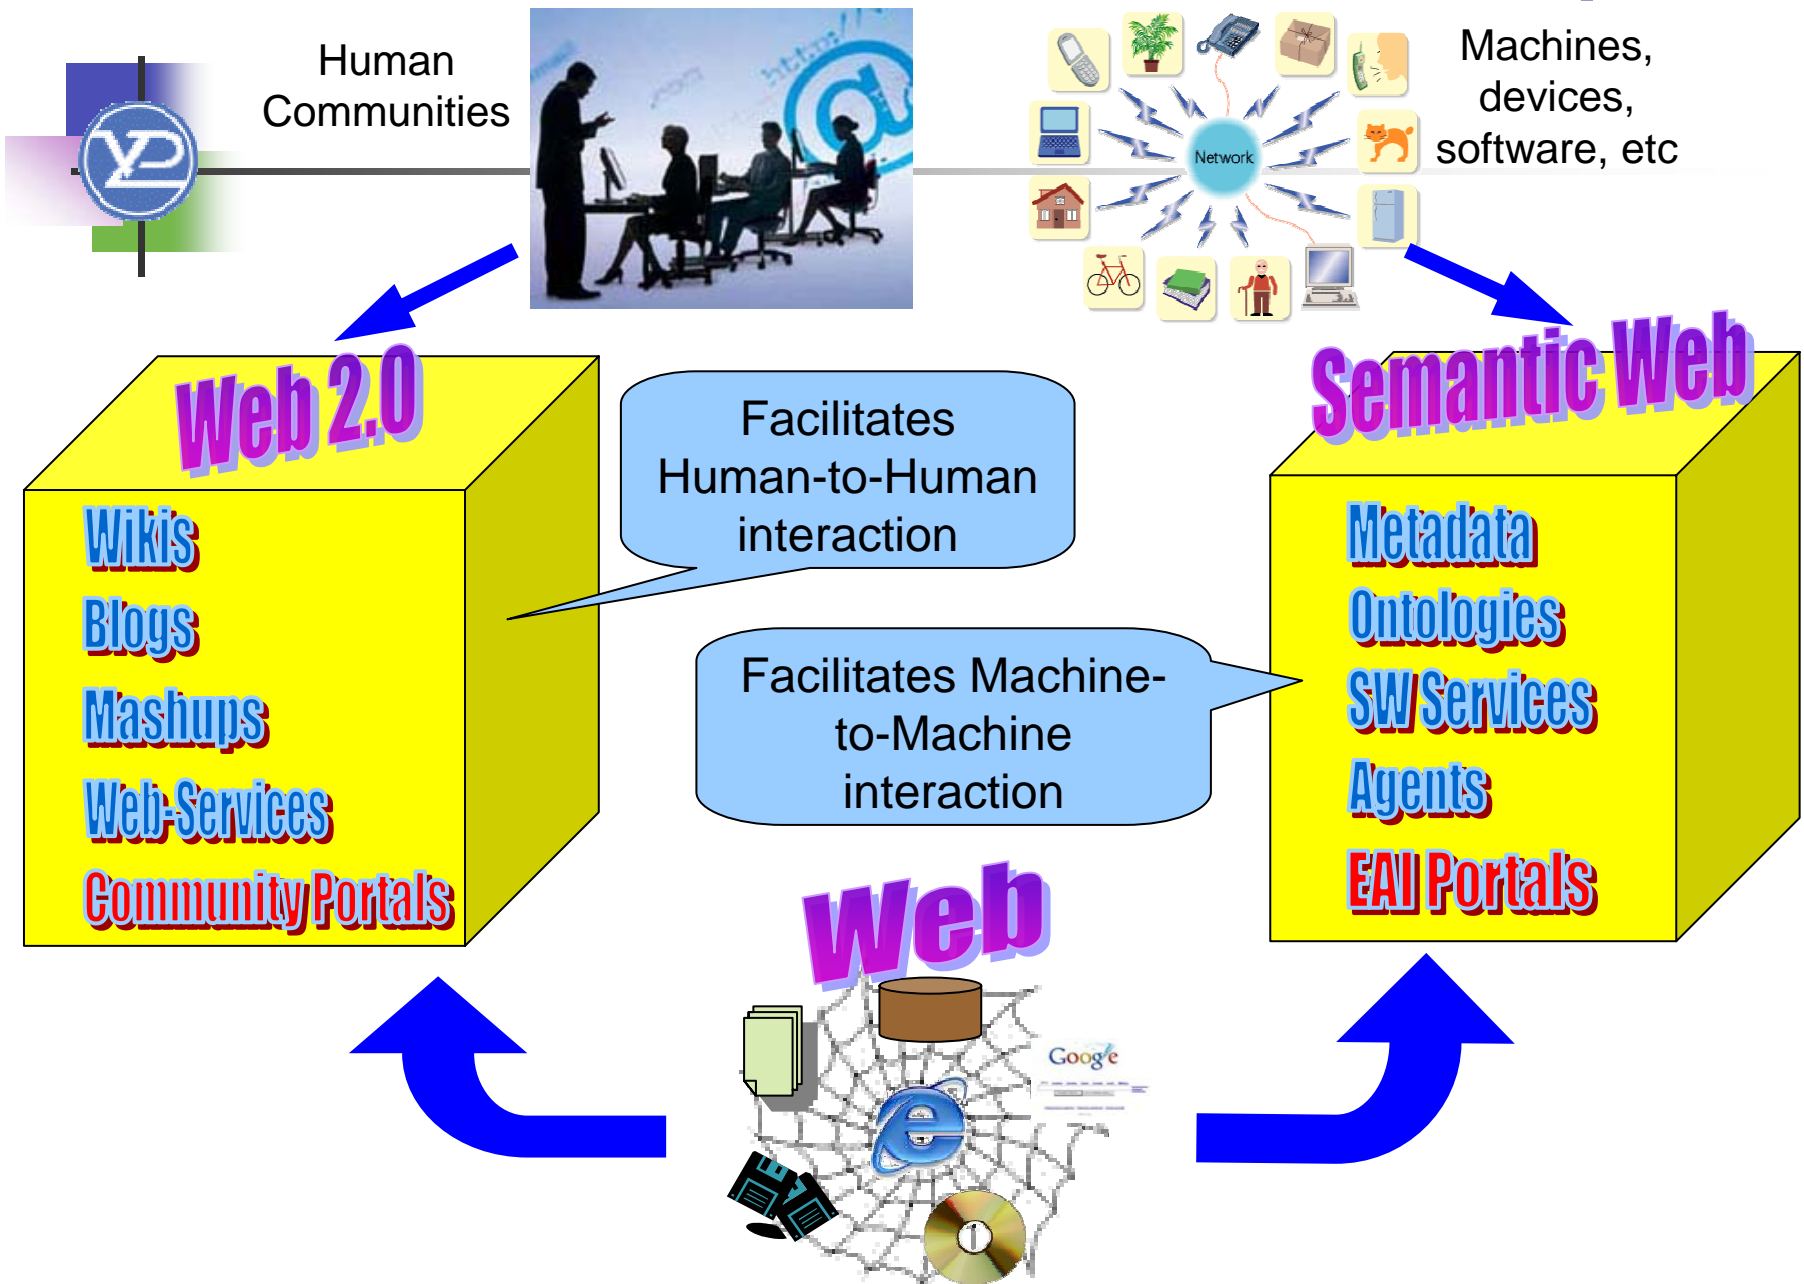 Human
Communities
http://
.com
Network
Machines,
devices,
software, etc
Web 2.0
Wikis
Blogs
Mashups
Web-Services
Community Portals
Facilitates
Human-to-Human
interaction
Facilitates Machine-
to-Machine
interaction
Semantic Web
Metadata
Ontologies
SW Services
Agents
EAI Portals
Web
Google